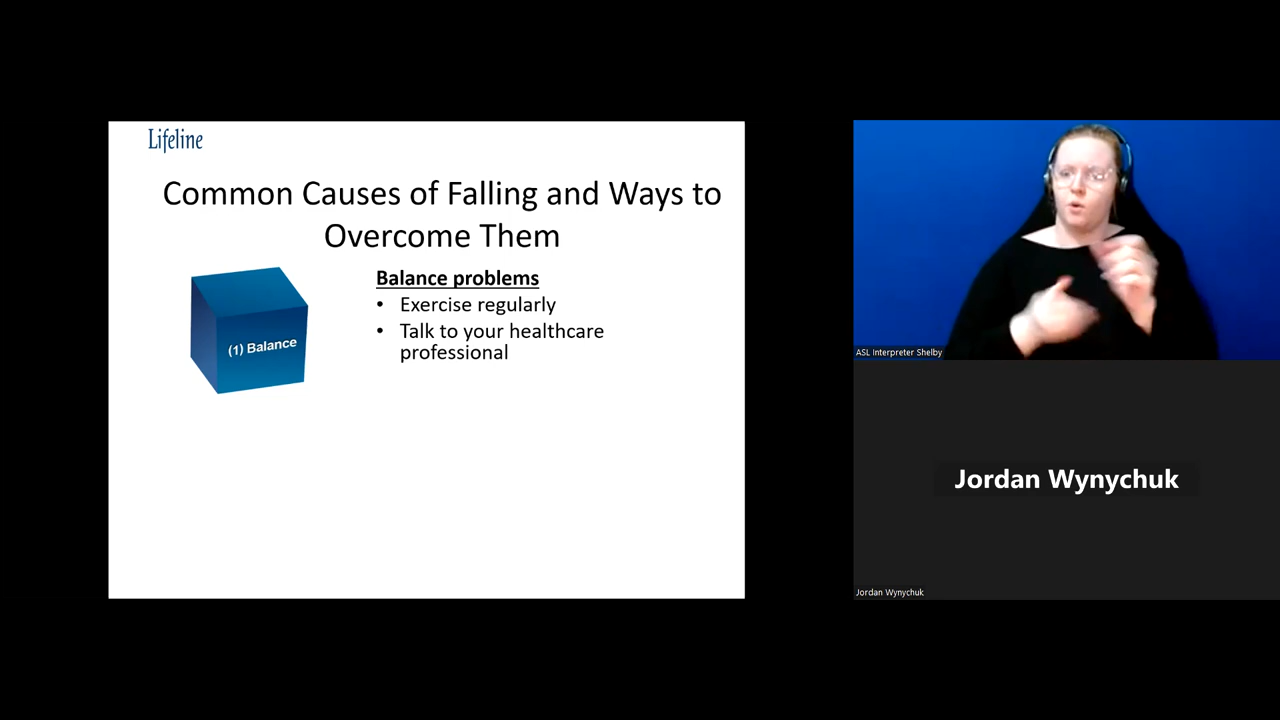 Lifeline
Common Causes of Falling and Ways to
Overcome Them
Balance problems
• Exercise regularly
• Talk to your healthcare
professional
(1) Balance
ASL Interpreter Shelby
Jordan Wynychuk
Jordan Wynychuk